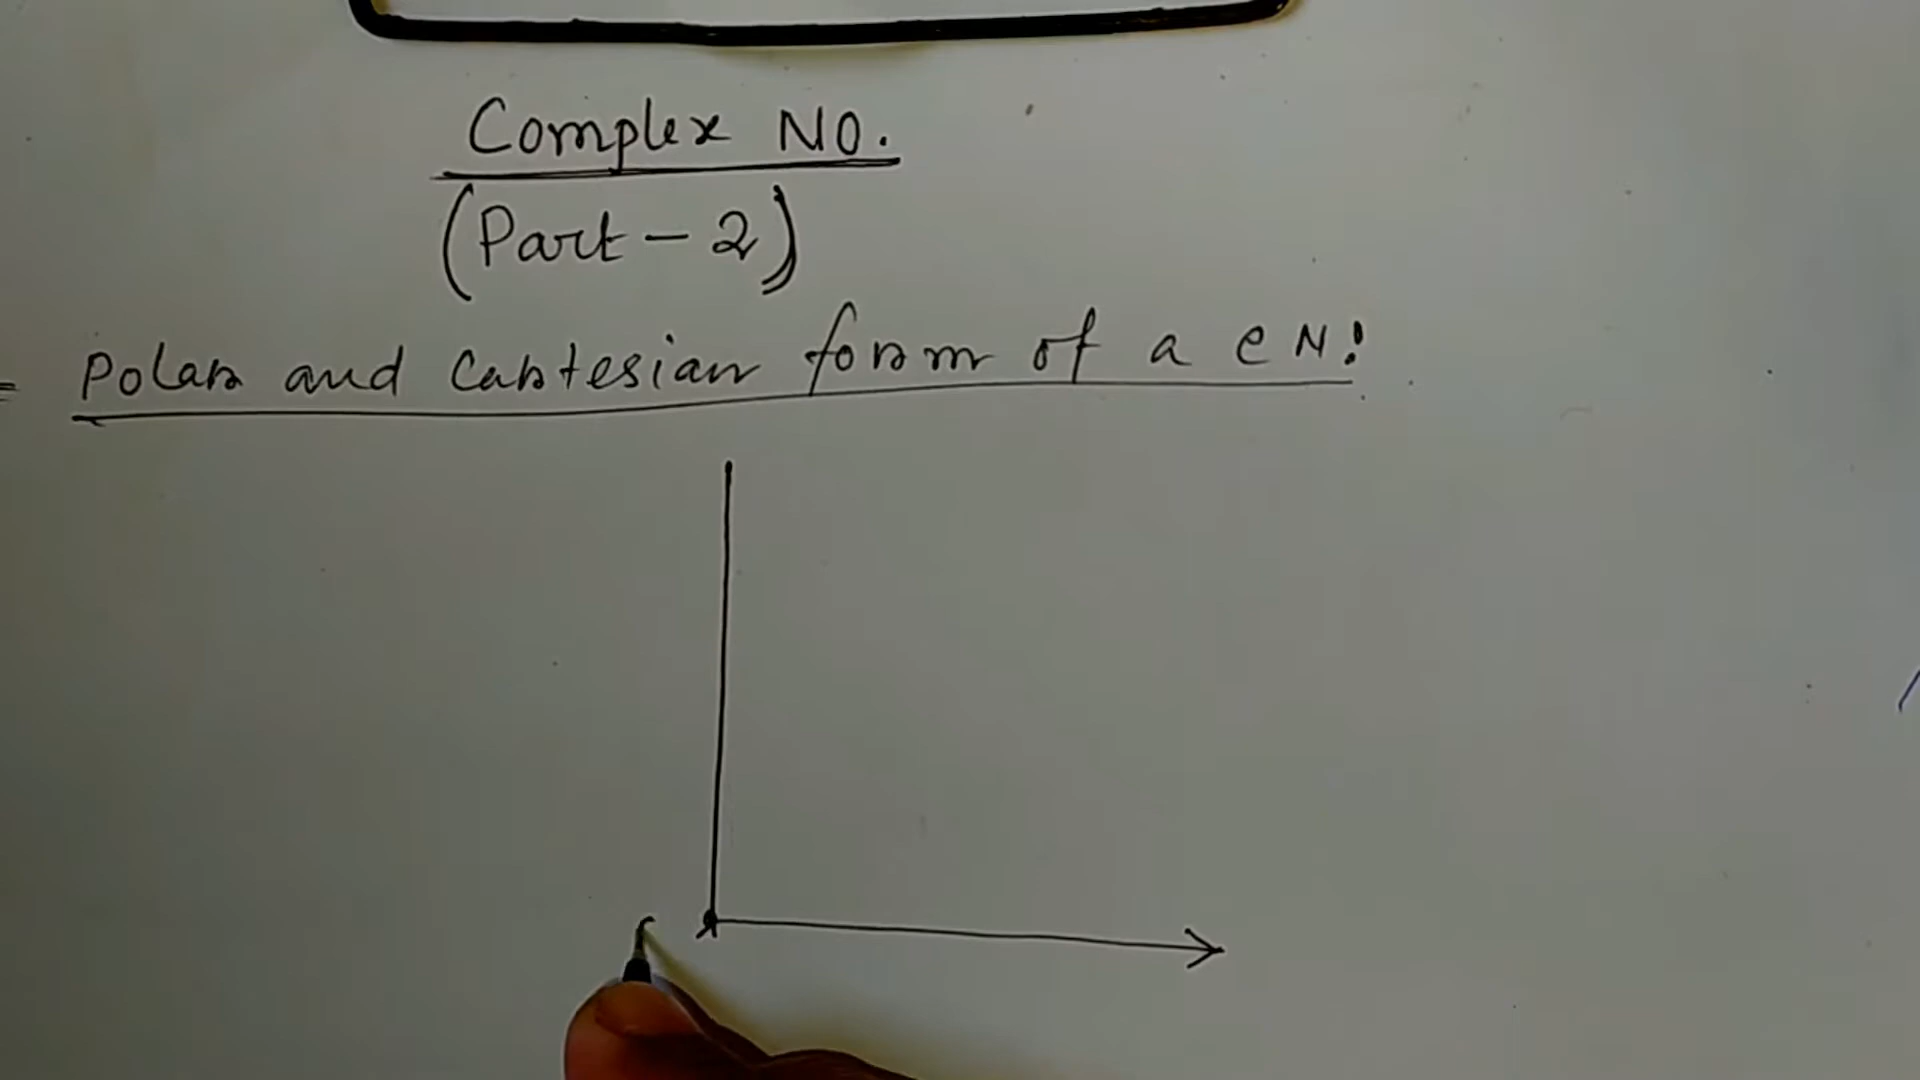 Complex NO.
(Part - 2)
Polar and Cartesian form of a CN: